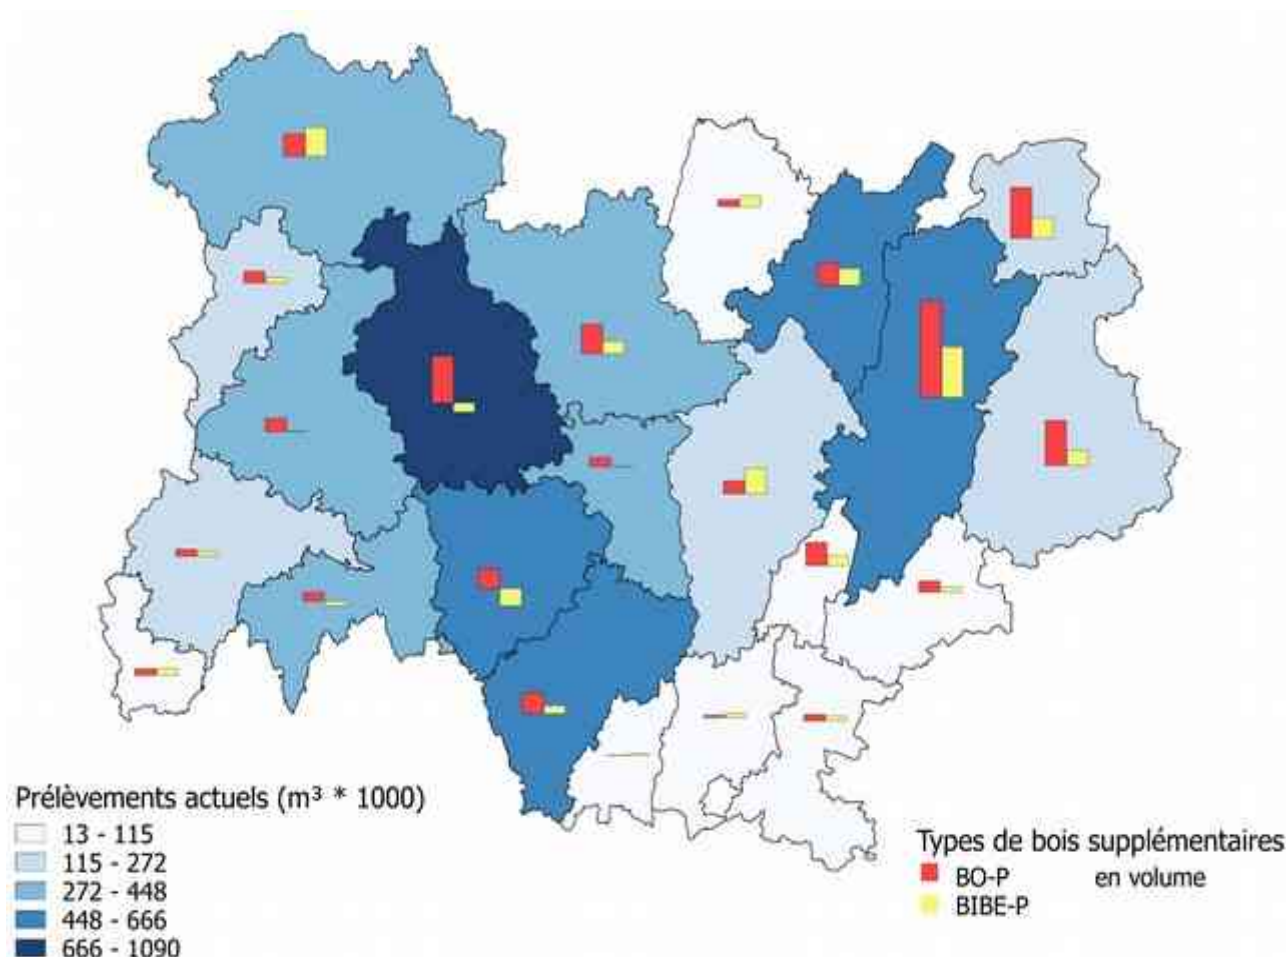 Prélèvements actuels (m³ * 1000)
13 - 115
115 - 272
272 - 448
448 - 666
666 - 1090
Types de bois supplémentaires
en volume
BO-P
BIBE-P